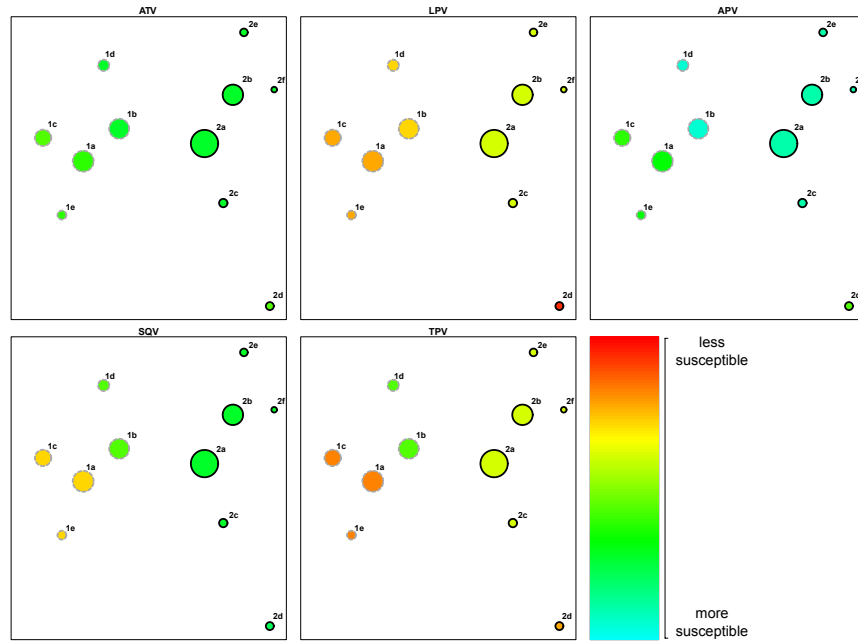 ATV
LPV
APV
2e
1d
2b
2f
1b
1c
2a
1a
2c
1e
2d
2e
1d
2b
2f
1b
1c
2a
1a
2c
1e
2d
2e
1d
2b
2f
1b
1c
2a
1a
2c
1e
2d
SQV
TPV
2e
1d
2b
2f
1b
1c
2a
1a
2c
1e
2d
2e
1d
2b
2f
1b
1c
2a
1a
2c
1e
2d
less
susceptible
more
susceptible